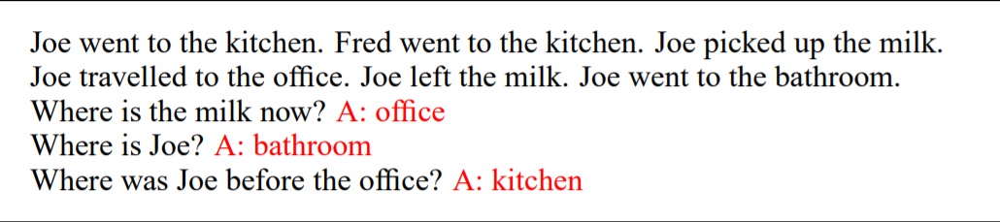 Joe went to the kitchen. Fred went to the kitchen. Joe picked up the milk.
Joe travelled to the office. Joe left the milk. Joe went to the bathroom.
Where is the milk now? A: office
Where is Joe? A: bathroom
Where was Joe before the office? A: kitchen